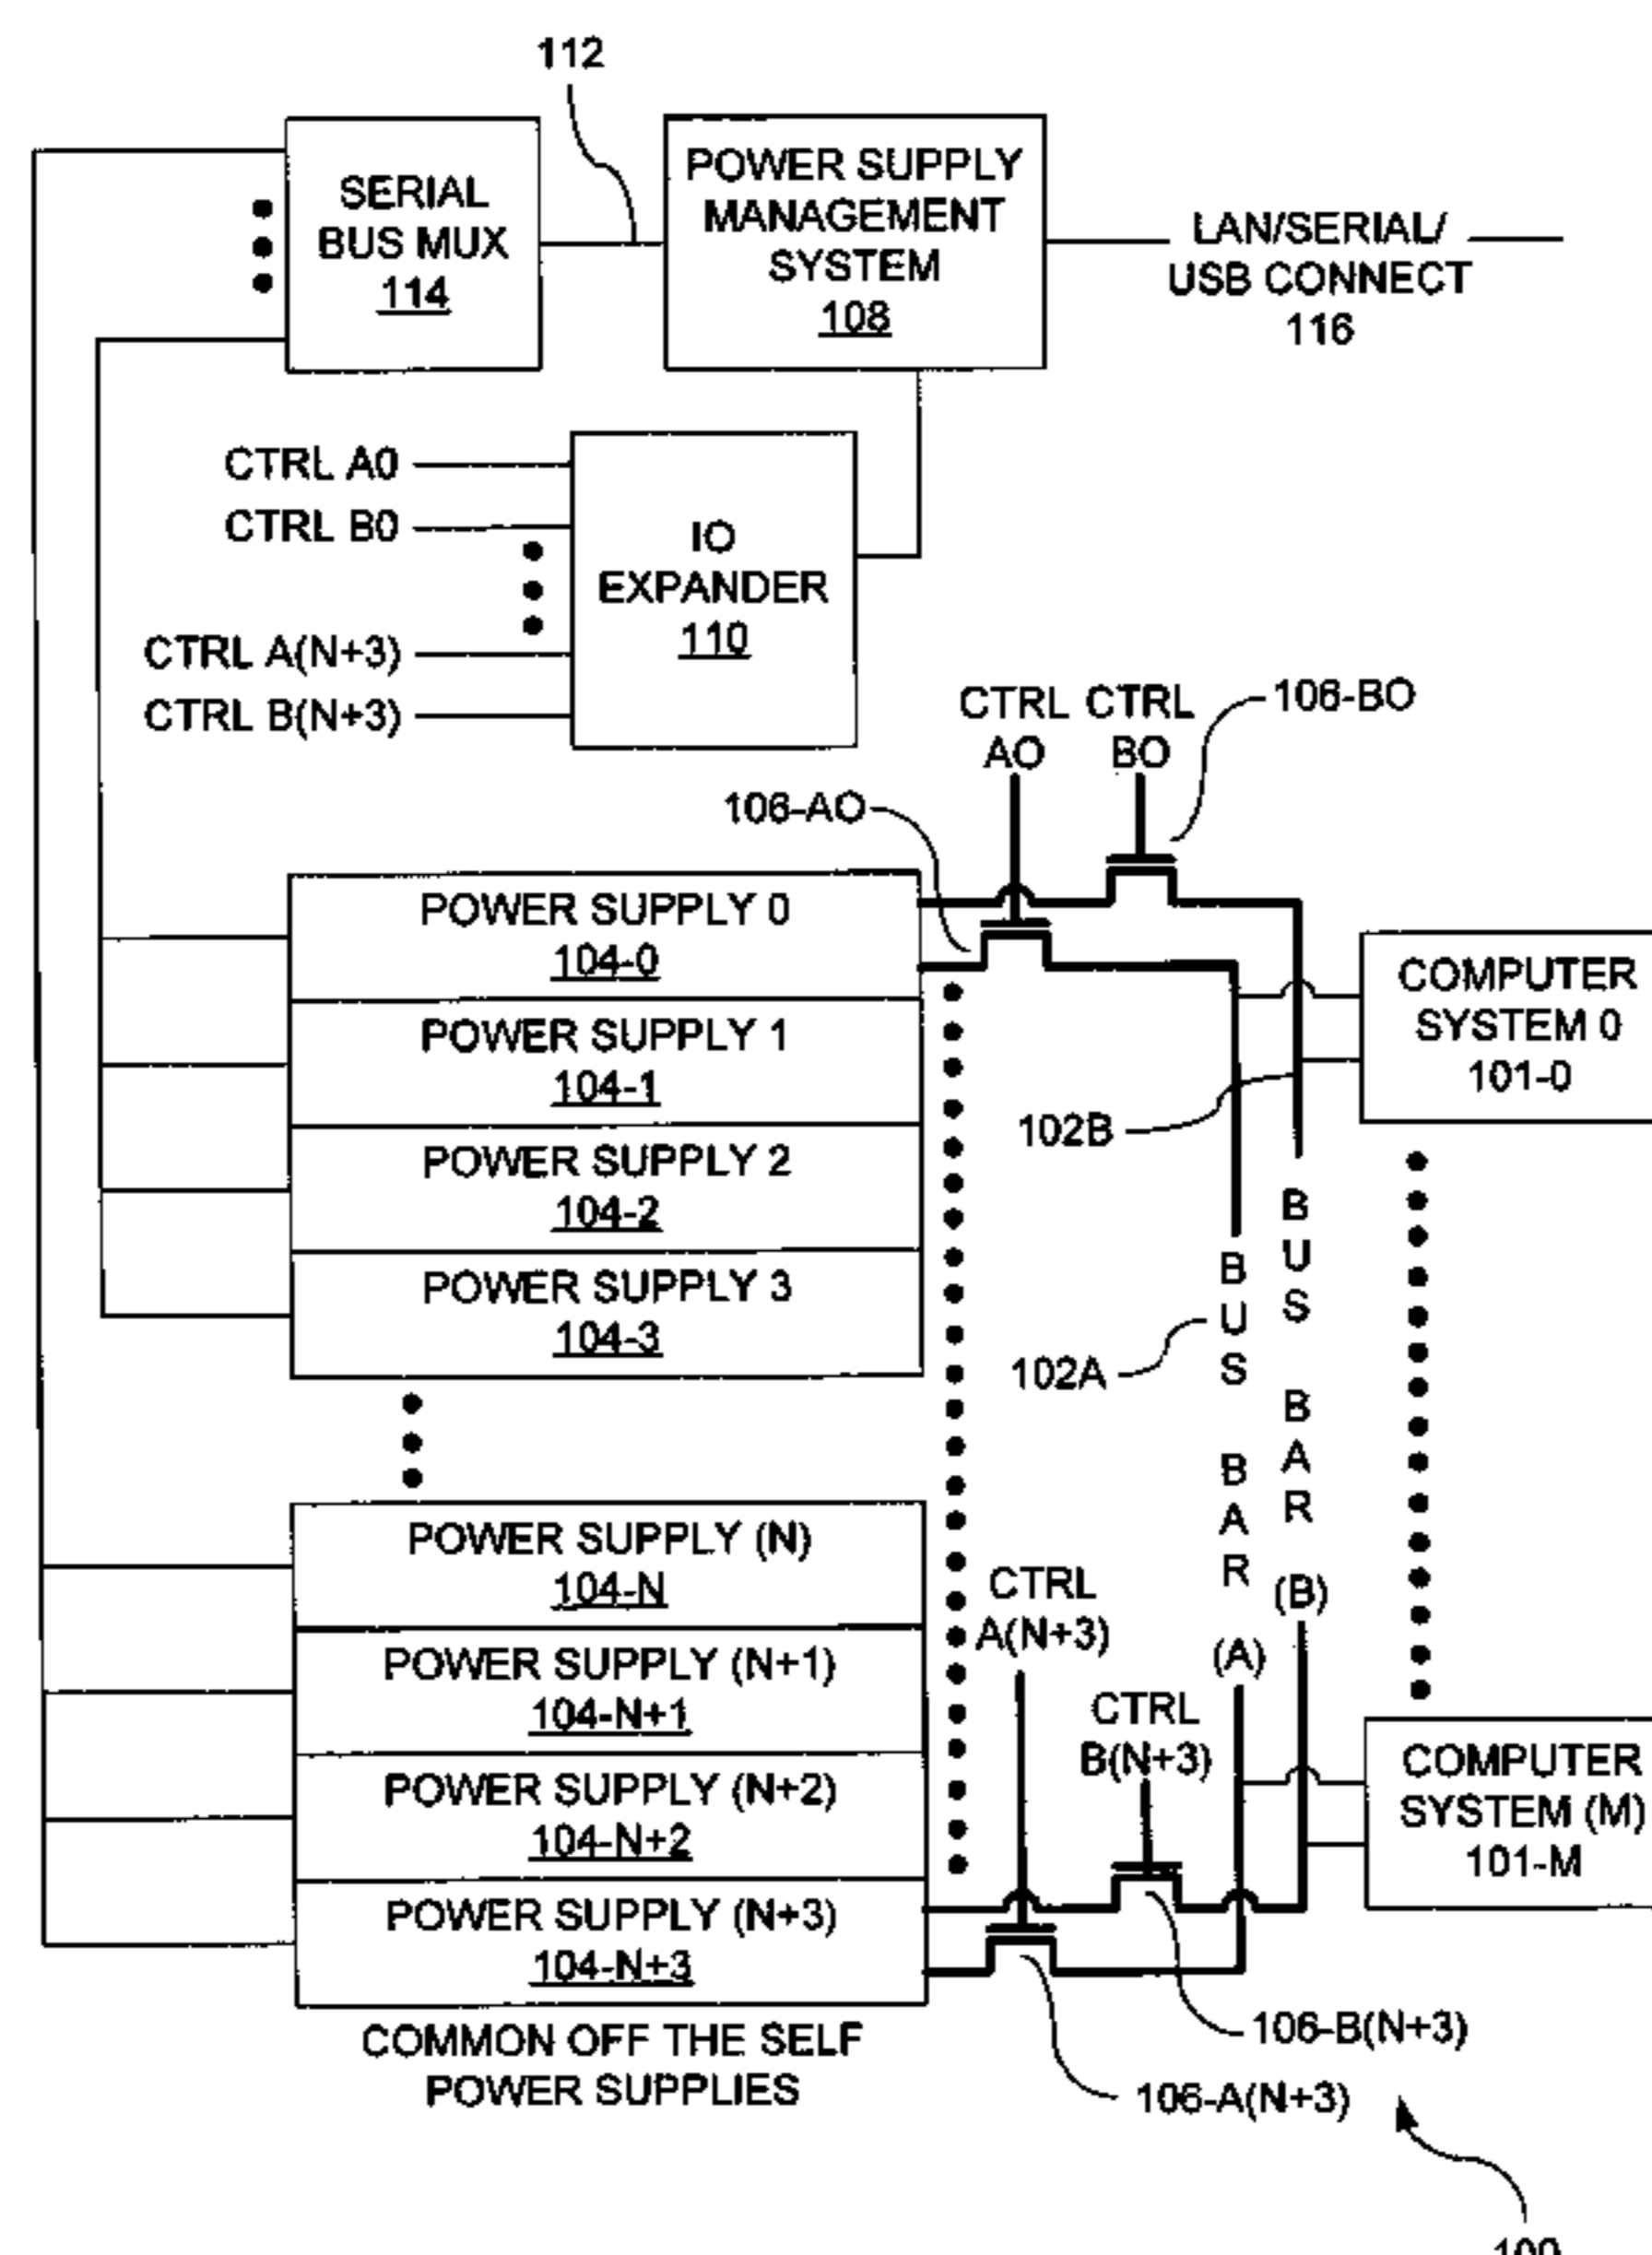 112
SERIAL
BUS MUX
114
POWER SUPPLY
MANAGEMENT
SYSTEM
108
LAN/SERIAL/
USB CONNECT
116
CTRL A0
CTRL B0
CTRL A(N+3)
CTRL B(N+3)
IO
EXPANDER
110
CTRL
AO
CTRL
BO
106-BO
106-AO
POWER SUPPLY 0
104-0
POWER SUPPLY 1
104-1
POWER SUPPLY 2
104-2
POWER SUPPLY 3
104-3
COMPUTER
SYSTEM 0
101-0
102B
102A
BUS BAR (A)
BUS BAR (B)
POWER SUPPLY (N)
104-N
POWER SUPPLY (N+1)
104-N+1
POWER SUPPLY (N+2)
104-N+2
POWER SUPPLY (N+3)
104-N+3
CTRL
A(N+3)
CTRL
B(N+3)
COMPUTER
SYSTEM (M)
101-M
COMMON OFF THE SELF
POWER SUPPLIES
106-B(N+3)
106-A(N+3)